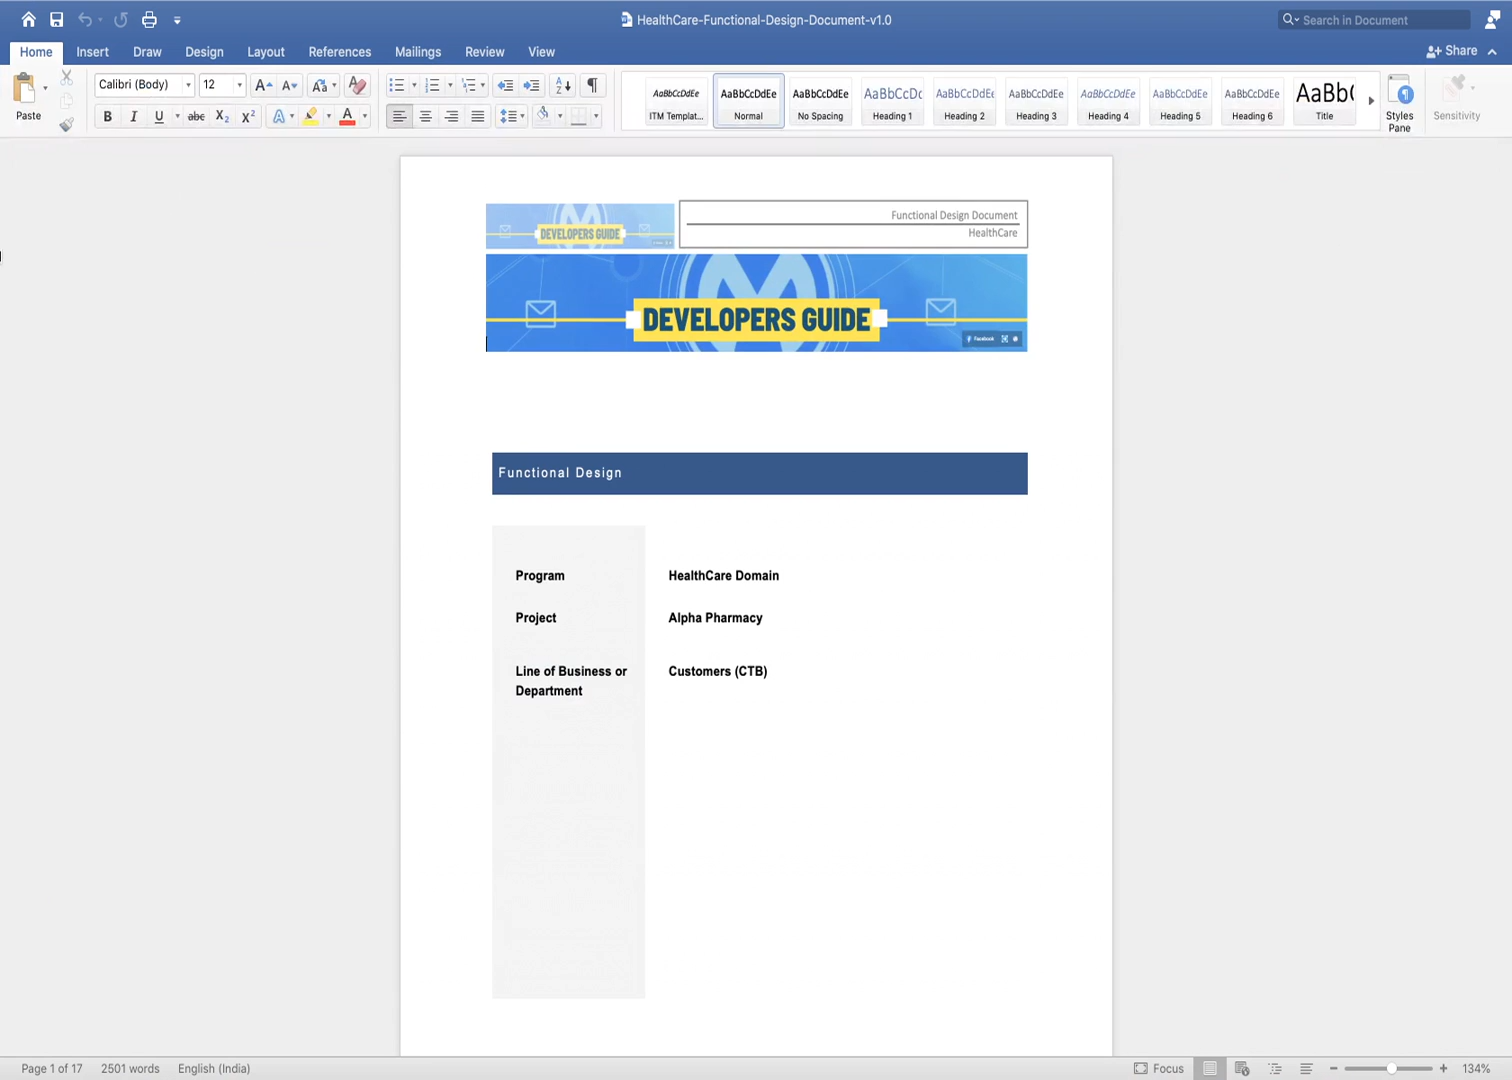 HealthCare-Functional-Design-Document-v1.0
Search in Document
Home Insert Draw Design Layout References Mailings Review View
Share
Paste
Calibri (Body) 12
AaBbCcDdEe AaBbCcDdEe AaBbCcDdEe AaBbCcDc AaBbCcDdEe AaBbCcDdEe AaBbCcDdEe AaBbCcDdEe AaBbCcDdEe AaBb(
ITM Templat... Normal No Spacing Heading 1 Heading 2 Heading 3 Heading 4 Heading 5 Heading 6 Title
Styles
Pane
Sensitivity
B I U abc X₂ X² A A
DEVELOPERS GUIDE
Functional Design Document
HealthCare
DEVELOPERS GUIDE
Facebook
Functional Design
Program HealthCare Domain
Project Alpha Pharmacy
Line of Business or
Department
Customers (CTB)
Page 1 of 17 2501 words English (India)
Focus
134%